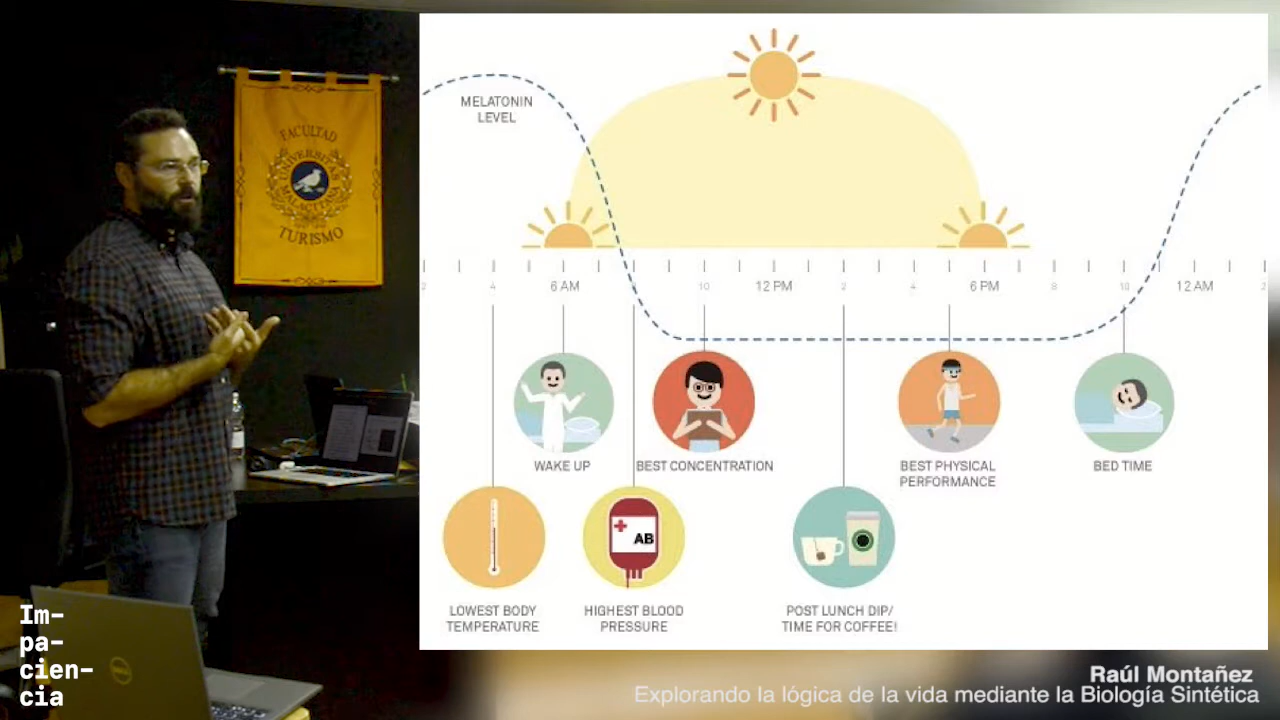 FACULTAD
UNIVERSITAS
MALACITANA
TURISMO
MELATONIN
LEVEL
2 4 6 AM 10 12 PM 2 4 6 PM 8 10 12 AM 2
WAKE UP
BEST CONCENTRATION
BEST PHYSICAL
PERFORMANCE
BED TIME
AB
LOWEST BODY
TEMPERATURE
HIGHEST BLOOD
PRESSURE
POST LUNCH DIP/
TIME FOR COFFEE!
Im-
pa-
cien-
cia
DELL
Raúl Montañez
Explorando la lógica de la vida mediante la Biología Sintética